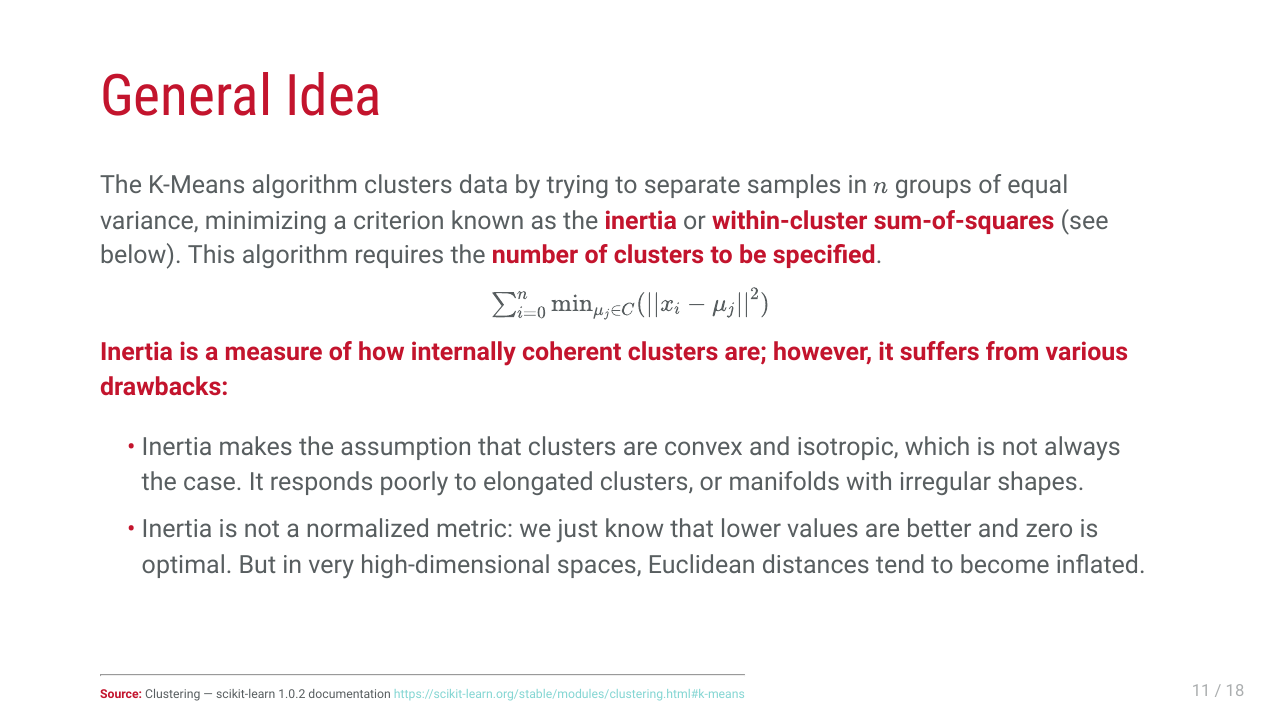 General Idea
The K-Means algorithm clusters data by trying to separate samples in n groups of equal
variance, minimizing a criterion known as the inertia or within-cluster sum-of-squares (see
below). This algorithm requires the number of clusters to be specified.
∑ⁿᵢ₌₀ min_{μⱼ∈C}(||xᵢ − μⱼ||²)
Inertia is a measure of how internally coherent clusters are; however, it suffers from various
drawbacks:
• Inertia makes the assumption that clusters are convex and isotropic, which is not always
the case. It responds poorly to elongated clusters, or manifolds with irregular shapes.
• Inertia is not a normalized metric: we just know that lower values are better and zero is
optimal. But in very high-dimensional spaces, Euclidean distances tend to become inflated.
Source: Clustering — scikit-learn 1.0.2 documentation https://scikit-learn.org/stable/modules/clustering.html#k-means
11 / 18